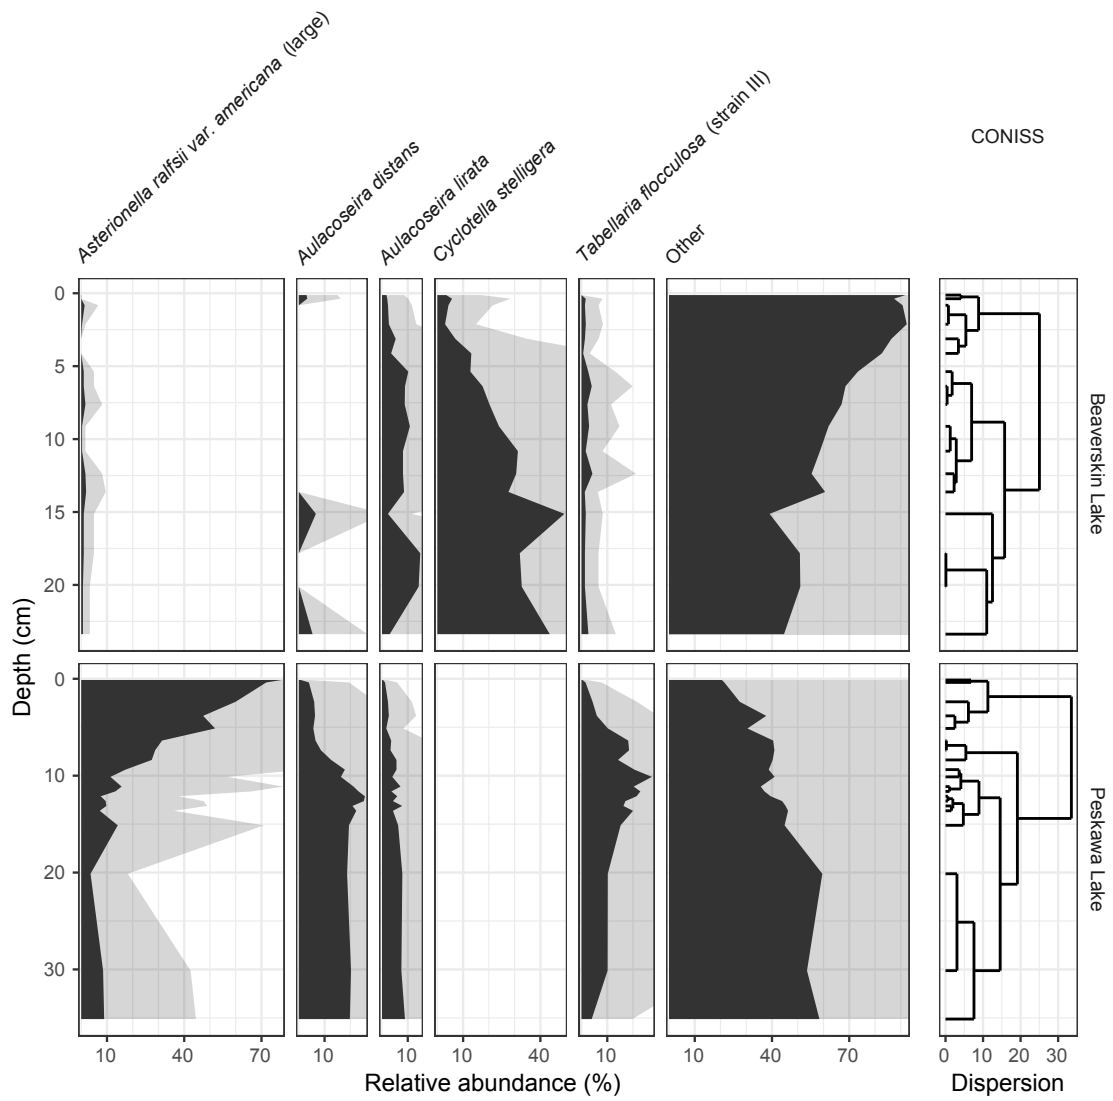 Asterionella ralfsii var. americana (large)
Aulacoseira distans
Aulacoseira lirata
Cyclotella stelligera
Tabellaria flocculosa (strain III)
Other
CONISS
0
5
10
15
20
Beaverskin Lake
Depth (cm)
0
10
20
30
Peskawa Lake
10 40 70 10 10 10 40 10 10 40 70 0 10 20 30
Relative abundance (%) Dispersion